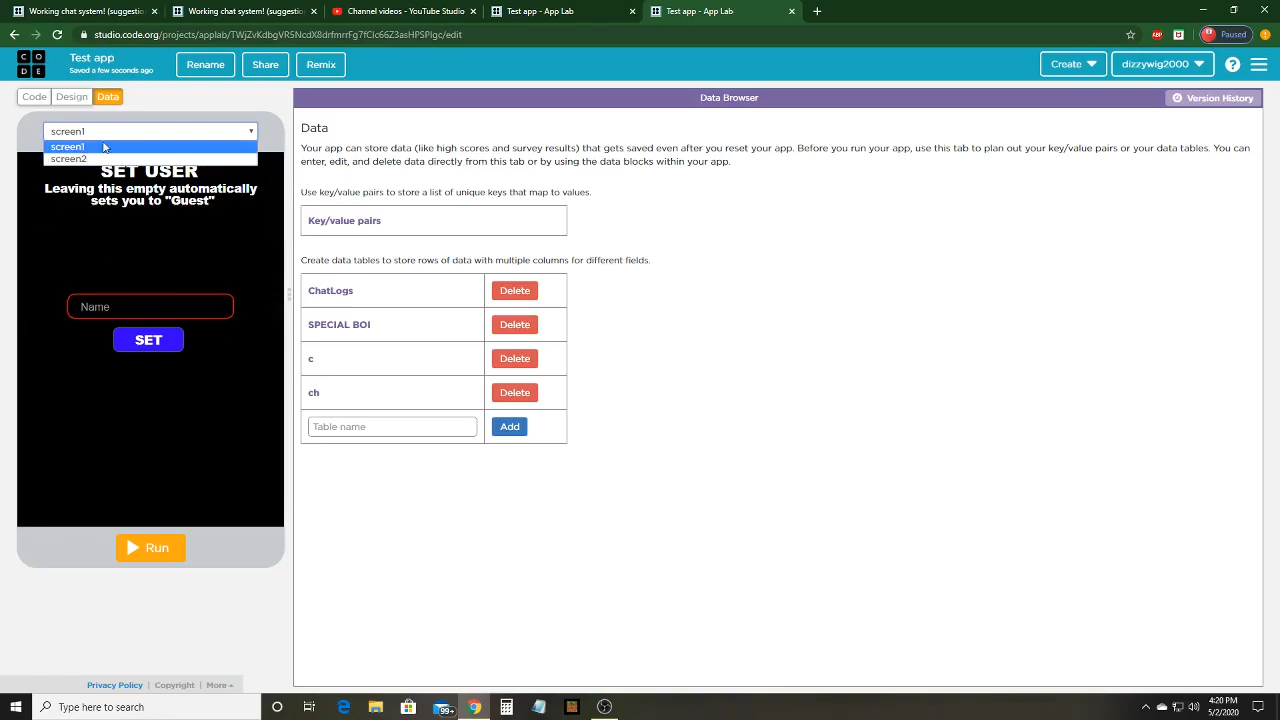 Working chat sysem! (suggestio
Working chat sysem! (suggestio
Channel videos - YouTube Studio
Test app - App Lab
Test app - App Lab
studio.code.org/projects/applab/TWjZvKdbgVR5NcdX8drfmrrFg7fCIc66Z3asHPSPIgc/edit
ABP
Paused
C O
D E
Test app
Saved a few seconds ago
Rename
Share
Remix
Create
dizzywig2000
Code
Design
Data
Data Browser
Version History
screen1
screen1
screen2
SET USER
Leaving this empty automatically
sets you to "Guest"
Name
SET
Run
Data
Your app can store data (like high scores and survey results) that gets saved even after you reset your app. Before you run your app, use this tab to plan out your key/value pairs or your data tables. You can
enter, edit, and delete data directly from this tab or by using the data blocks within your app.
Use key/value pairs to store a list of unique keys that map to values.
Key/value pairs
Create data tables to store rows of data with multiple columns for different fields.
ChatLogs
Delete
SPECIAL BOI
Delete
c
Delete
ch
Delete
Table name
Add
Privacy Policy | Copyright | More
Type here to search
99+
4:20 PM
5/2/2020